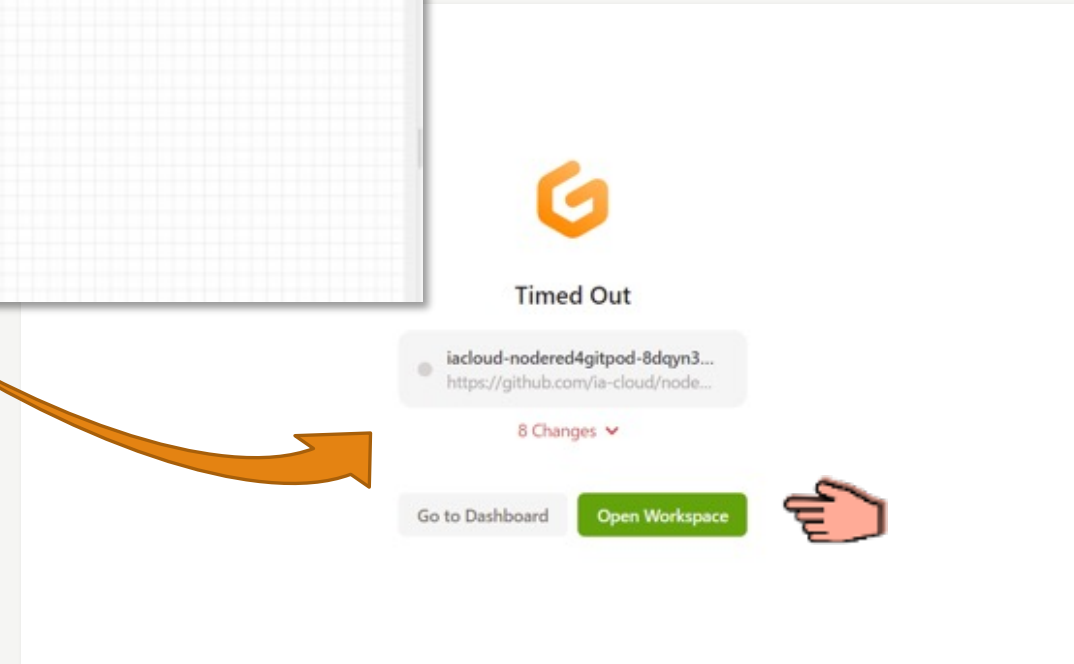 Timed Out
iacloud-nodered4gitpod-8dqyn3...
https://github.com/ia-cloud/node...
8 Changes
Go to Dashboard
Open Workspace